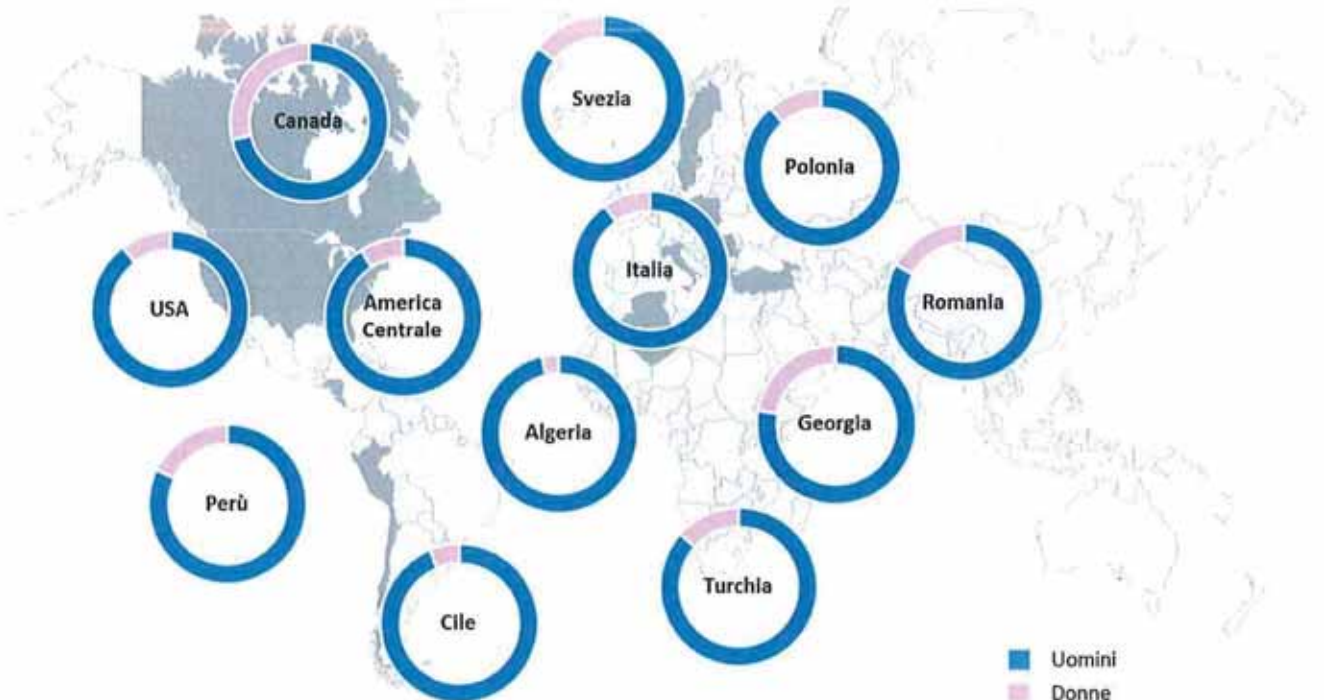 Canada
Svezia
Polonia
Italia
Romania
USA
America
Centrale
Algeria
Georgia
Perù
Turchia
Cile
Uomini
Donne